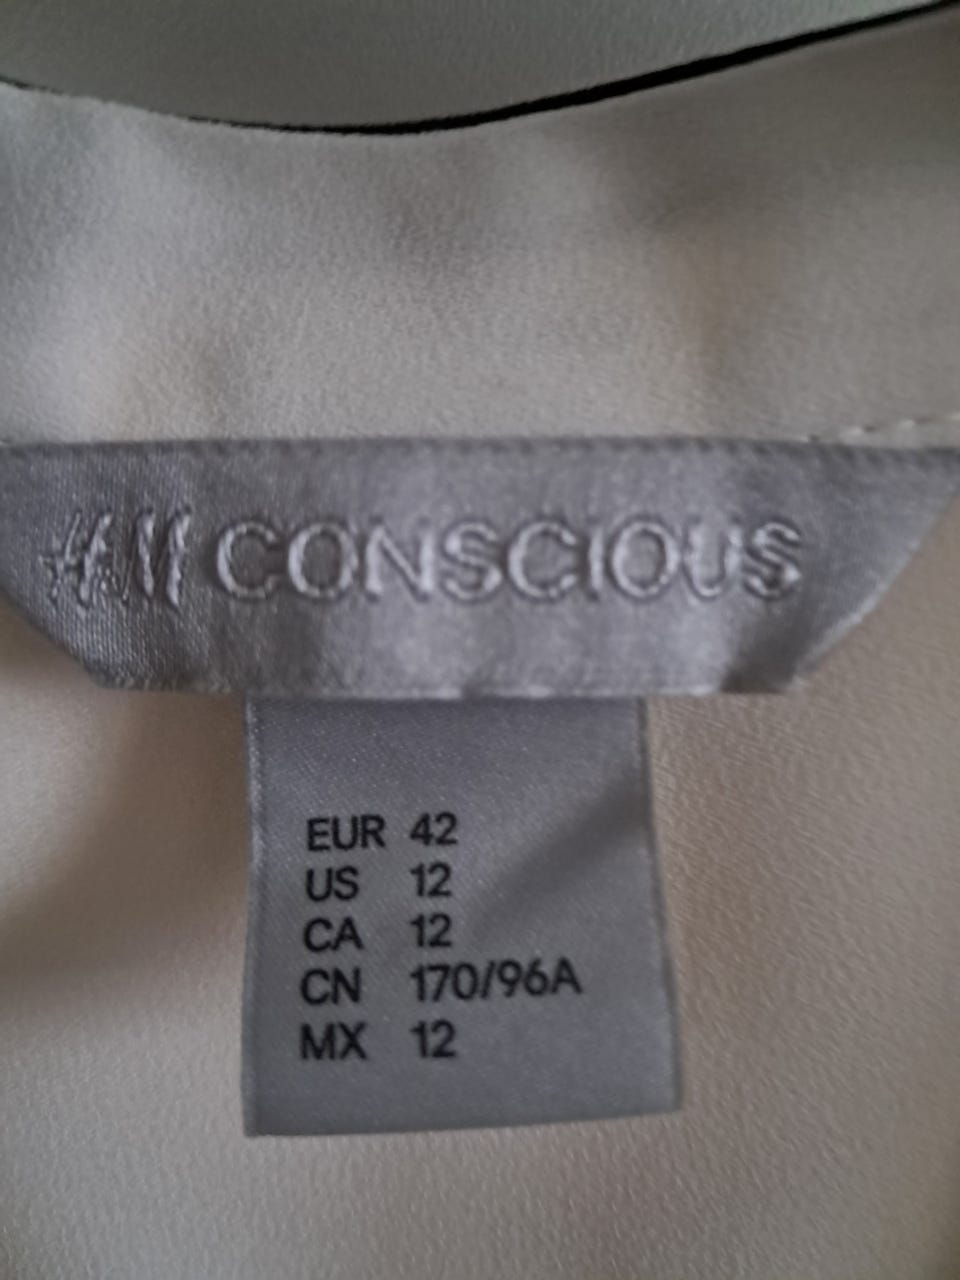 H&M CONSCIOUS
EUR 42
US 12
CA 12
CN 170/96A
MX 12